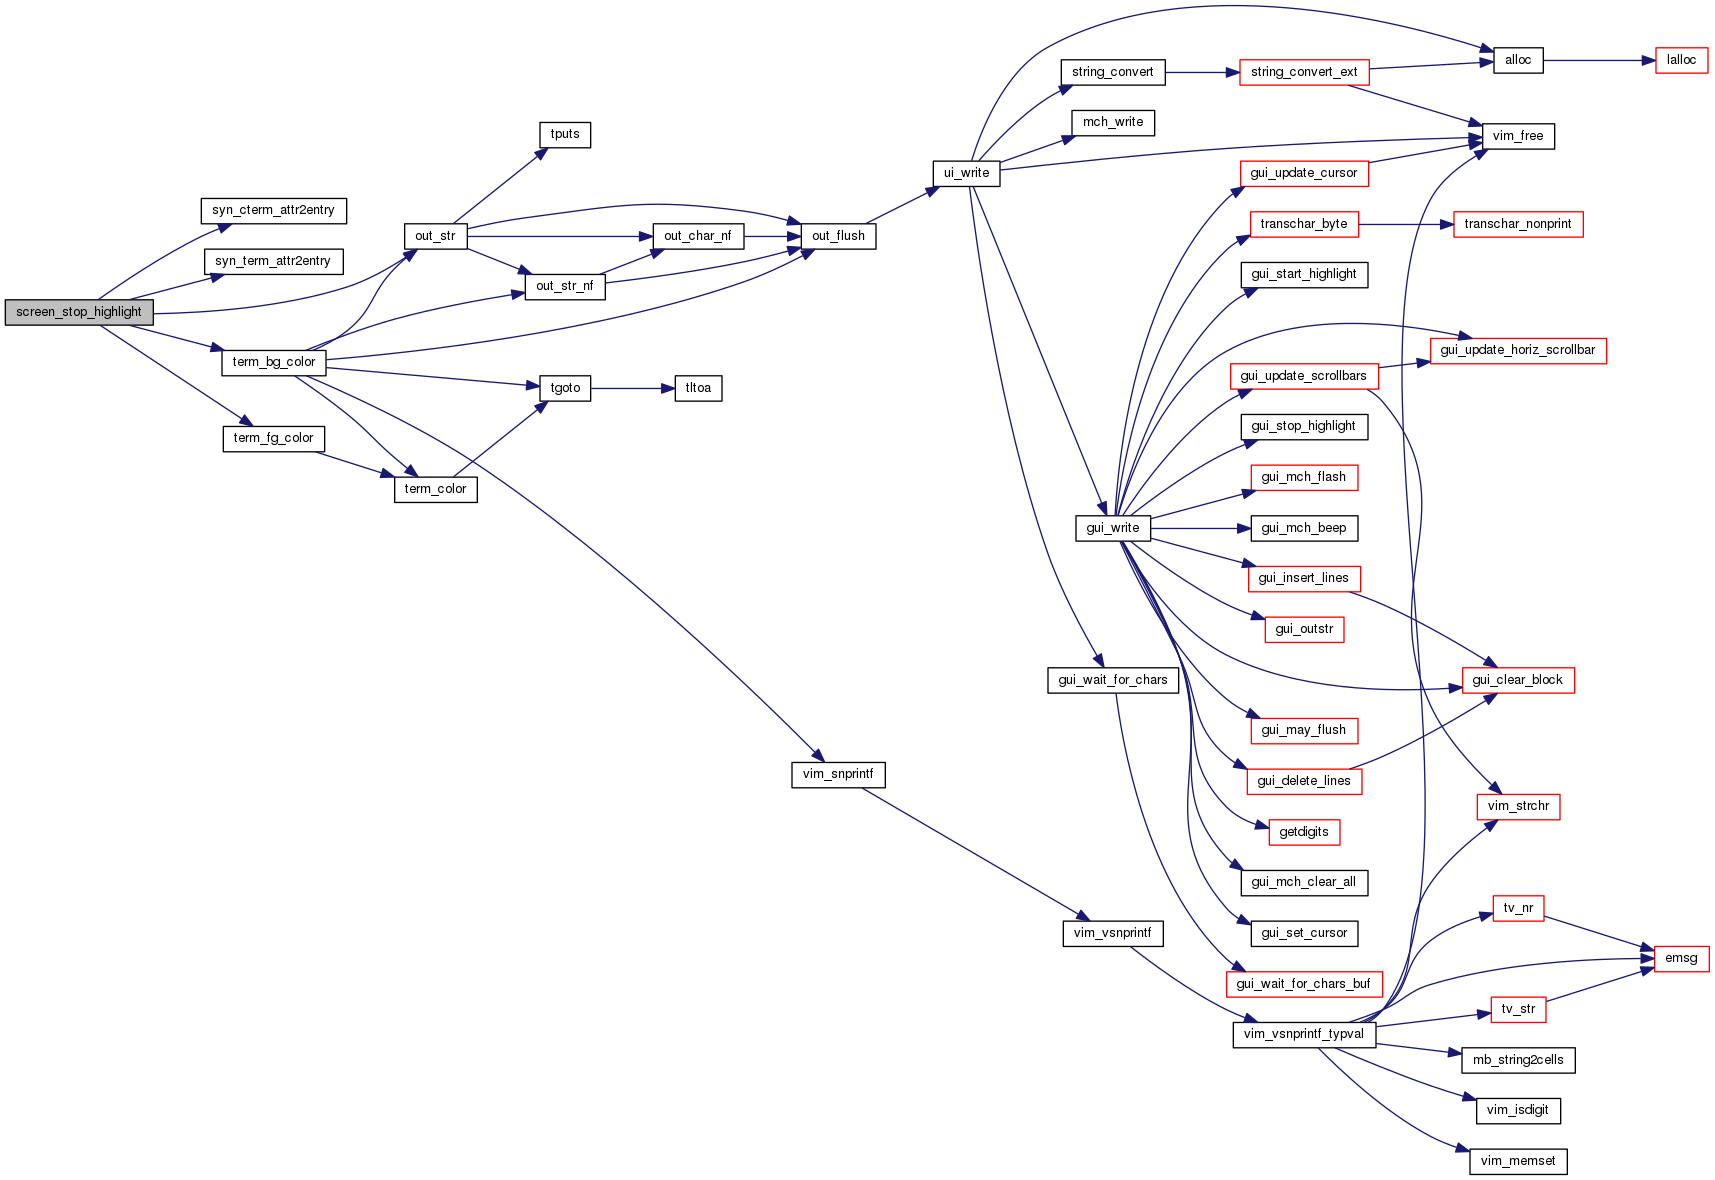 screen_stop_highlight
syn_cterm_attr2entry
syn_term_attr2entry
term_bg_color
term_fg_color
out_str
term_color
tputs
out_str_nf
tgoto
out_char_nf
tltoa
out_flush
vim_snprintf
ui_write
string_convert
mch_write
gui_write
gui_wait_for_chars
vim_vsnprintf
string_convert_ext
gui_update_cursor
transchar_byte
gui_start_highlight
gui_update_scrollbars
gui_stop_highlight
gui_mch_flash
gui_mch_beep
gui_insert_lines
gui_outstr
gui_may_flush
gui_delete_lines
getdigits
gui_mch_clear_all
gui_set_cursor
gui_wait_for_chars_buf
vim_vsnprintf_typval
alloc
vim_free
transchar_nonprint
gui_update_horiz_scrollbar
gui_clear_block
vim_strchr
tv_nr
tv_str
mb_string2cells
vim_isdigit
vim_memset
lalloc
emsg